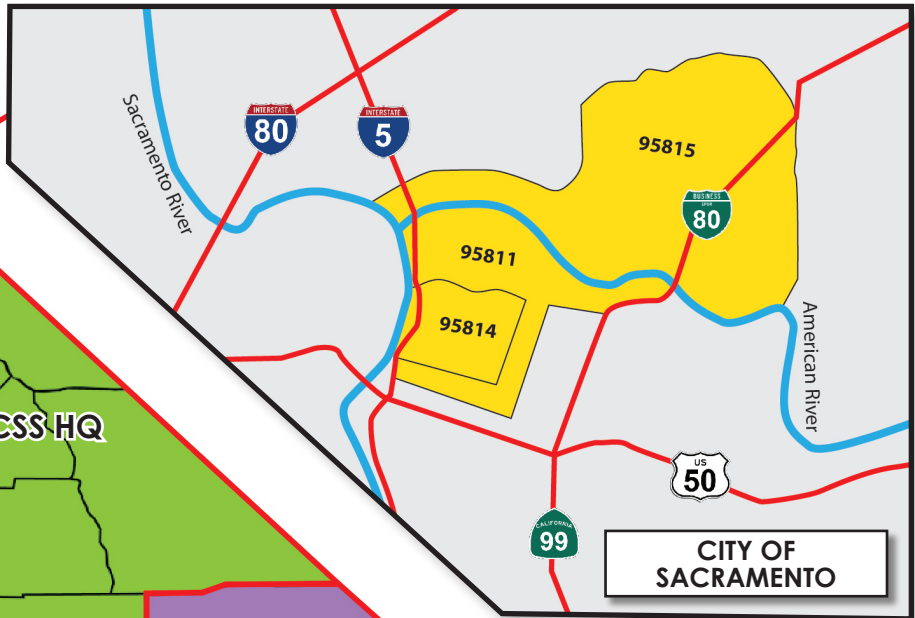 Sacramento River
INTERSTATE
80
INTERSTATE
5
95815
BUSINESS
SPUR
80
95811
95814
American River
CSS HQ
US
50
CALIFORNIA
99
CITY OF
SACRAMENTO